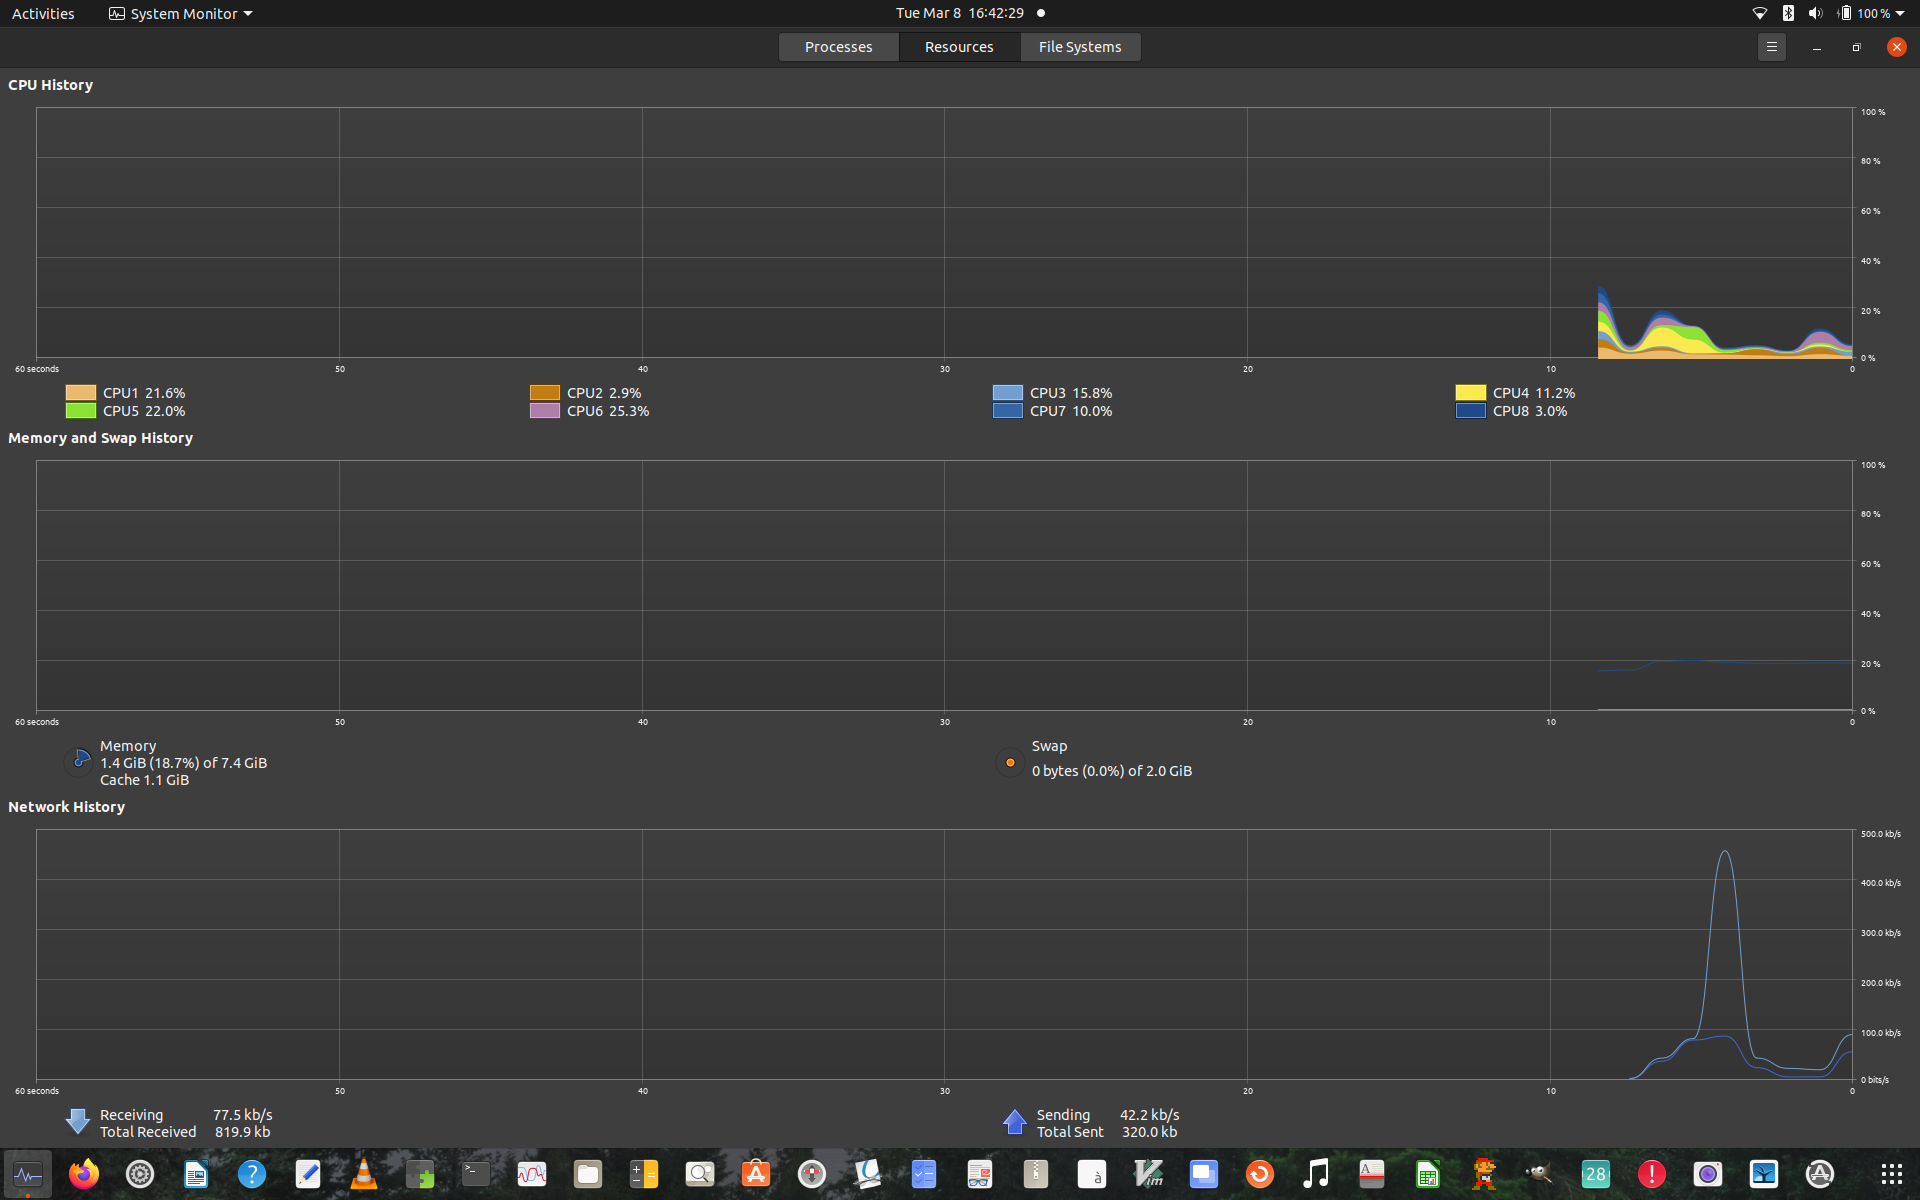 Activities System Monitor Tue Mar 8 16:42:29 100 %
Processes Resources File Systems
CPU History
100 %
80 %
60 %
40 %
20 %
0 %
60 seconds 50 40 30 20 10 0
CPU1 21.6% CPU2 2.9% CPU3 15.8% CPU4 11.2%
CPU5 22.0% CPU6 25.3% CPU7 10.0% CPU8 3.0%
Memory and Swap History
100 %
80 %
60 %
40 %
20 %
0 %
60 seconds 50 40 30 20 10 0
Memory
1.4 GiB (18.7%) of 7.4 GiB
Cache 1.1 GiB
Swap
0 bytes (0.0%) of 2.0 GiB
Network History
500.0 kb/s
400.0 kb/s
300.0 kb/s
200.0 kb/s
100.0 kb/s
0 bits/s
60 seconds 50 40 30 20 10 0
Receiving 77.5 kb/s
Total Received 819.9 kb
Sending 42.2 kb/s
Total Sent 320.0 kb
? >_ à Vim A 28 !